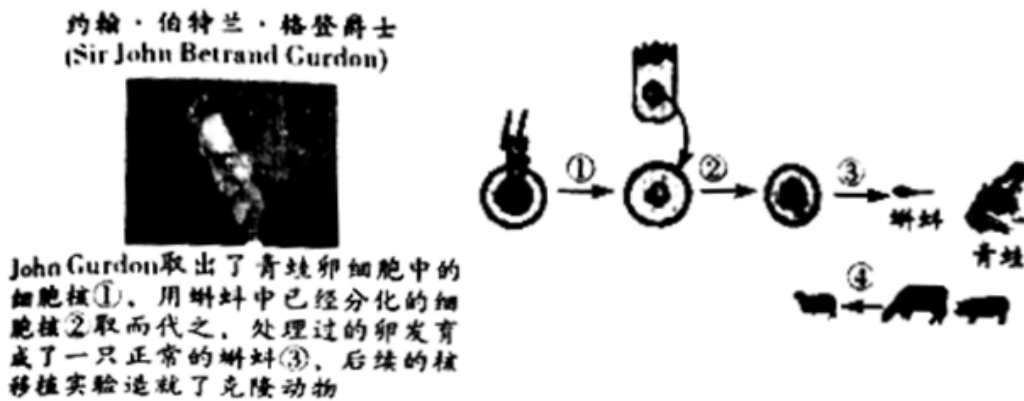 约翰·伯特兰·格登爵士
(Sir John Betrand Gurdon)
John Gurdon取出了青蛙卵细胞中的
细胞核①、用蝌蚪中已经分化的细
胞核②取而代之，处理过的卵发育
成了一只正常的蝌蚪③，后续的核
移植实验造就了克隆动物
①
②
③
蝌蚪
青蛙
④